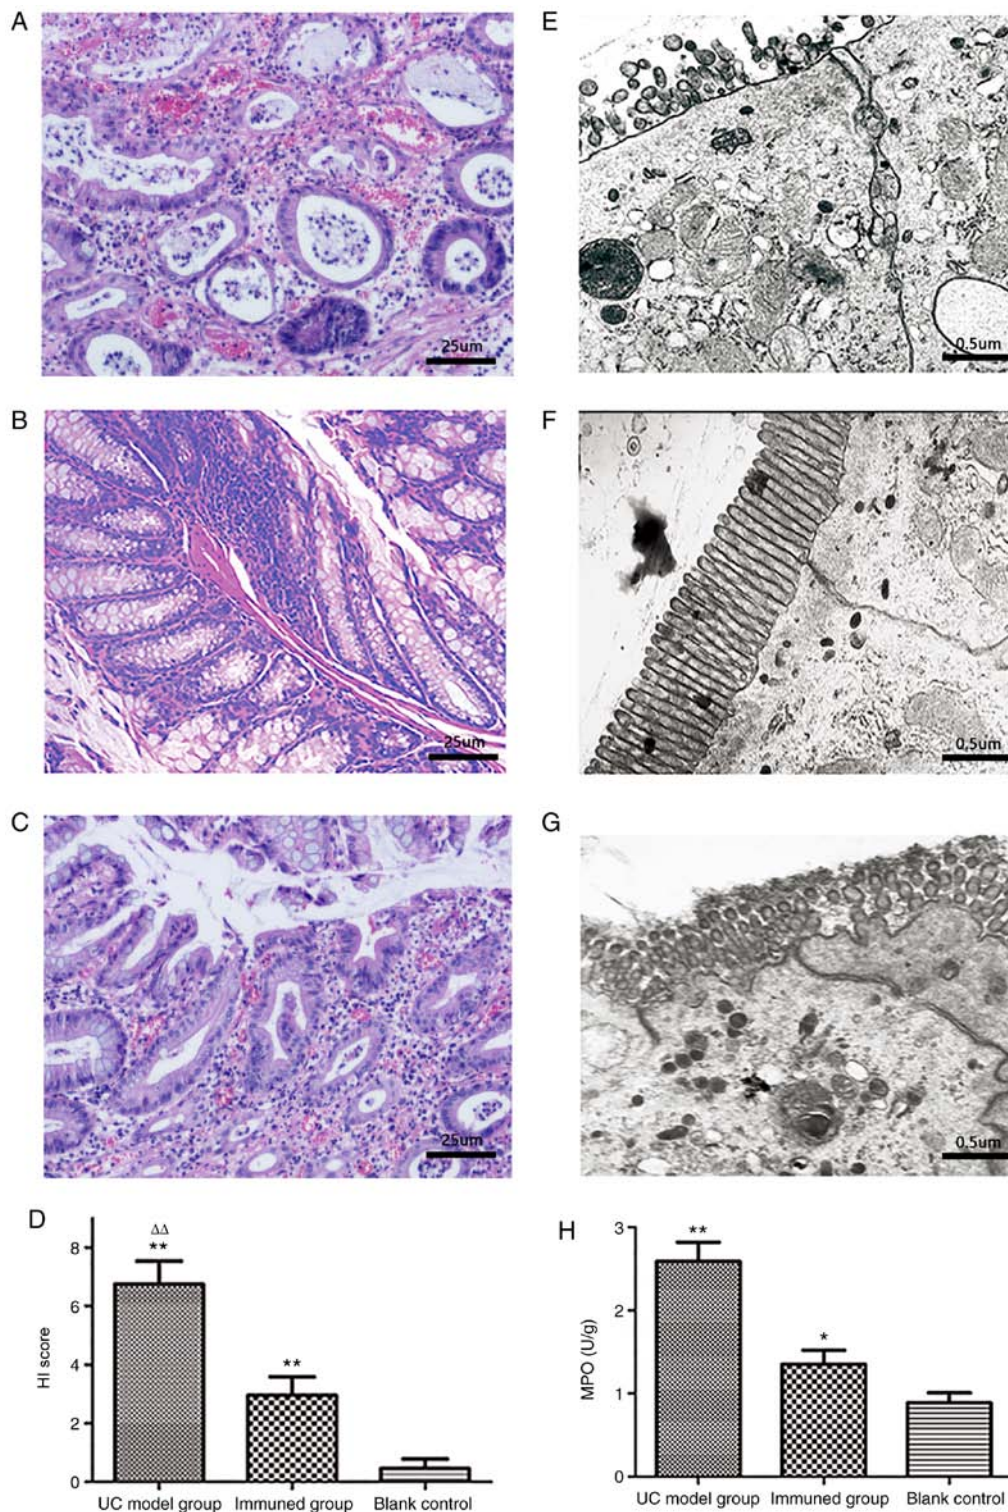 A
25um
E
0.5um
B
25um
F
0.5um
C
25um
G
0.5um
D
HI score
8
6
4
2
0
ΔΔ
**
**
UC model group Immuned group Blank control
H
MPO (U/g)
3
2
1
0
**
*
UC model group Immuned group Blank control